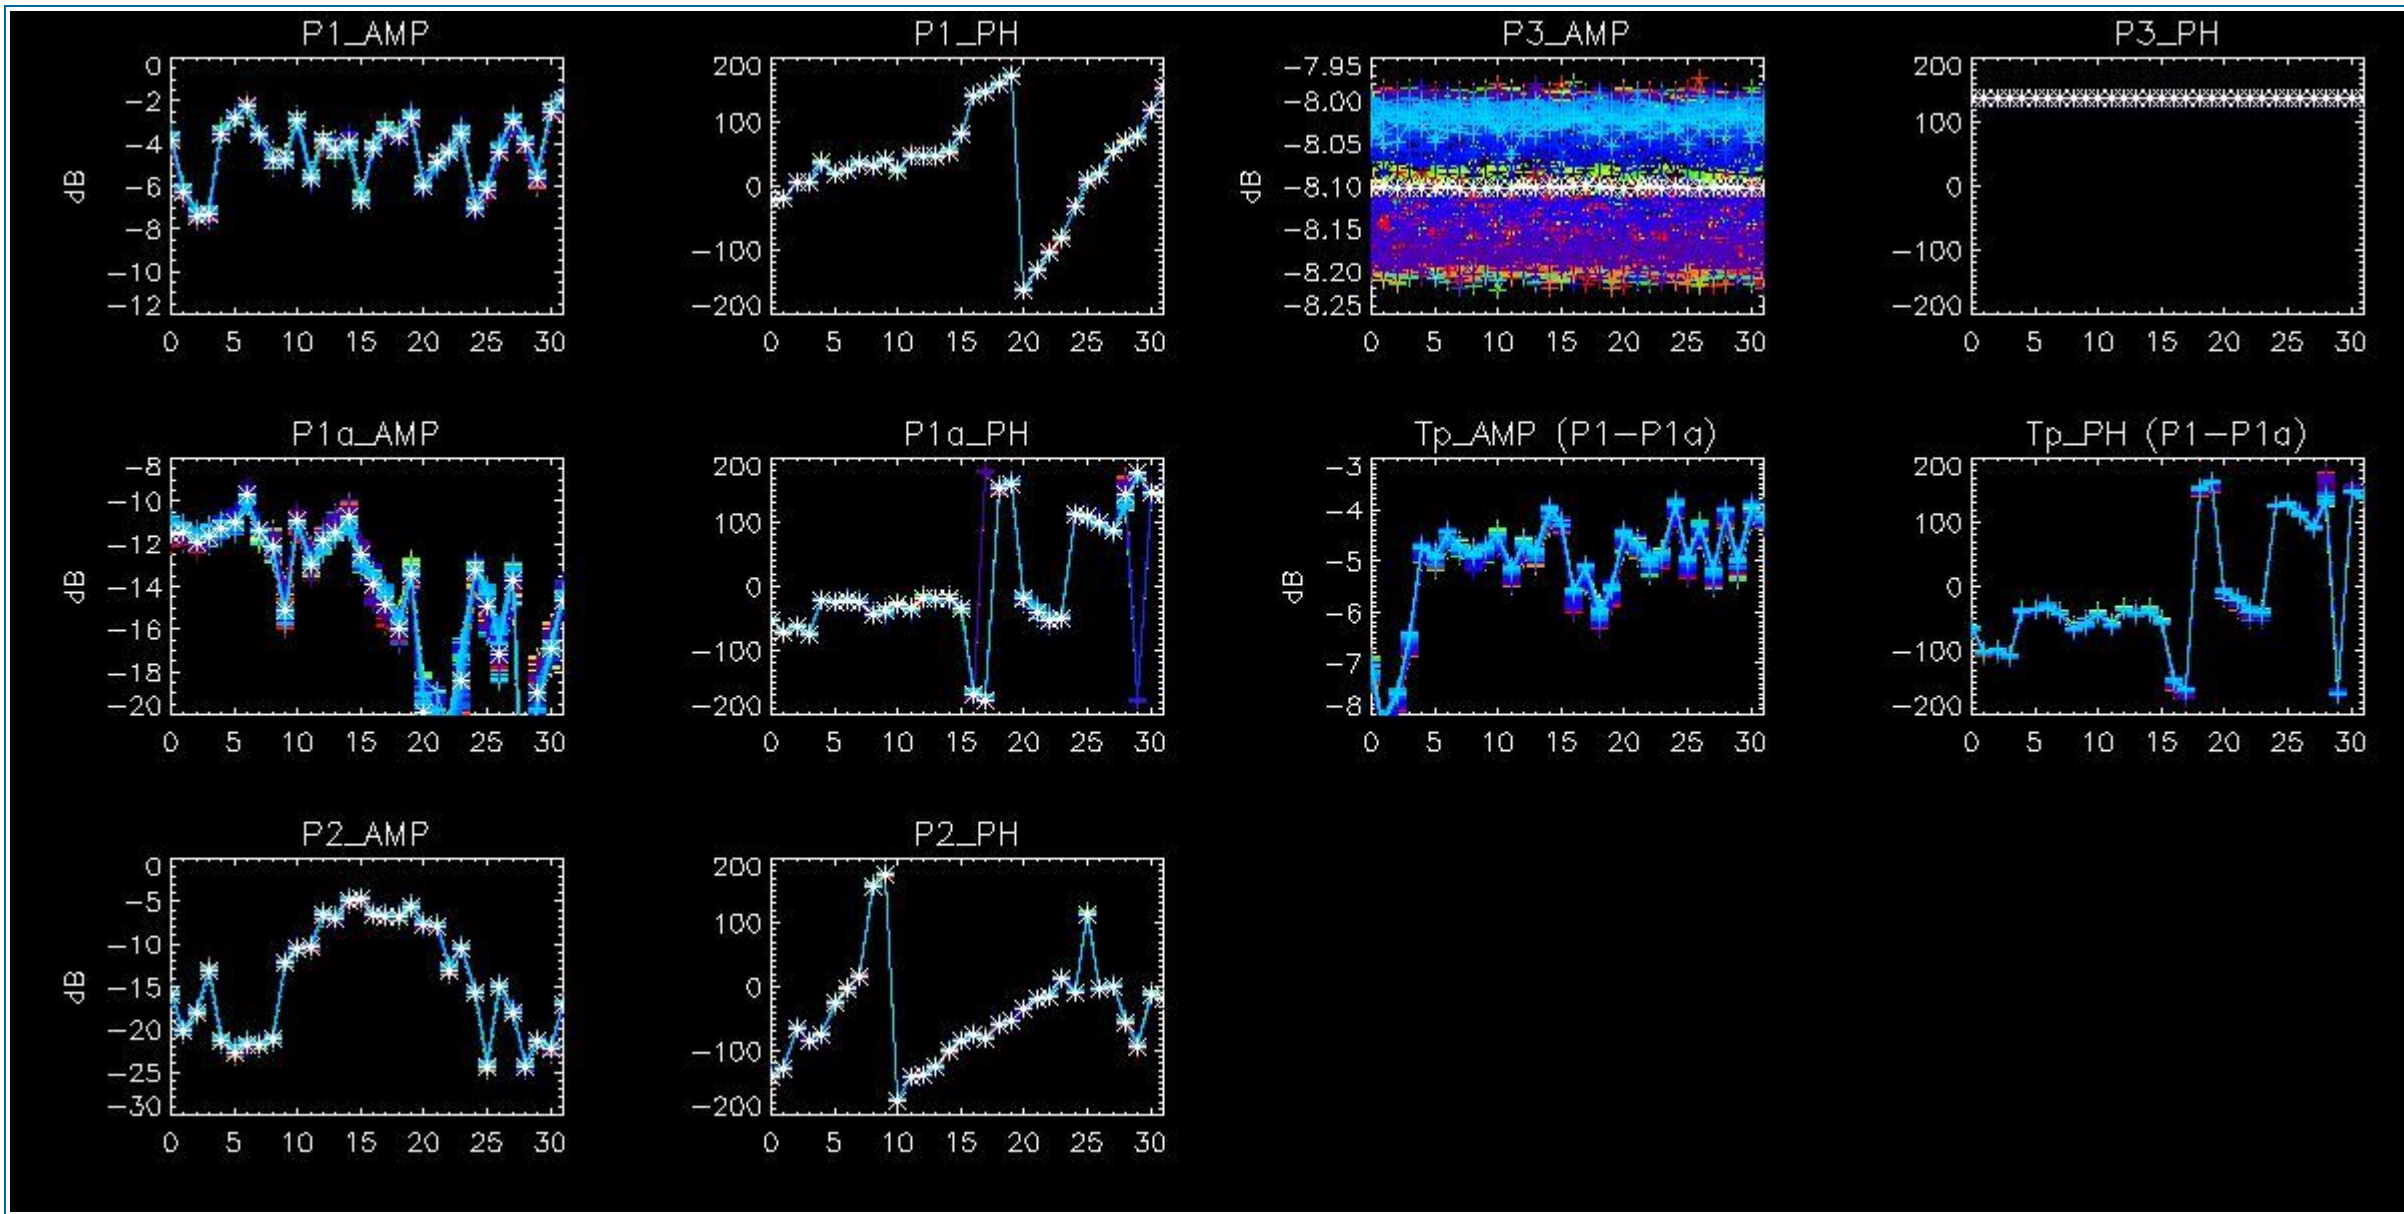 P1_AMP P1_PH P3_AMP P3_PH
0 200 -7.95 200
-2 100 -8.00 100
-4 0 -8.05 0
-6 -100 -8.10 -100
-8 -200 -8.15 -200
-10 -8.20
-12 -8.25
dB dB
0 5 10 15 20 25 30 0 5 10 15 20 25 30 0 5 10 15 20 25 30 0 5 10 15 20 25 30
P1a_AMP P1a_PH Tp_AMP (P1-P1a) Tp_PH (P1-P1a)
-8 200 -3 200
-10 100 -4 100
-12 0 -5 0
-14 -100 -6 -100
-16 -200 -7 -200
-18 -8
-20
dB dB
0 5 10 15 20 25 30 0 5 10 15 20 25 30 0 5 10 15 20 25 30 0 5 10 15 20 25 30
P2_AMP P2_PH
0 200
-5 100
-10 0
-15 -100
-20 -200
-25
-30
dB
0 5 10 15 20 25 30 0 5 10 15 20 25 30